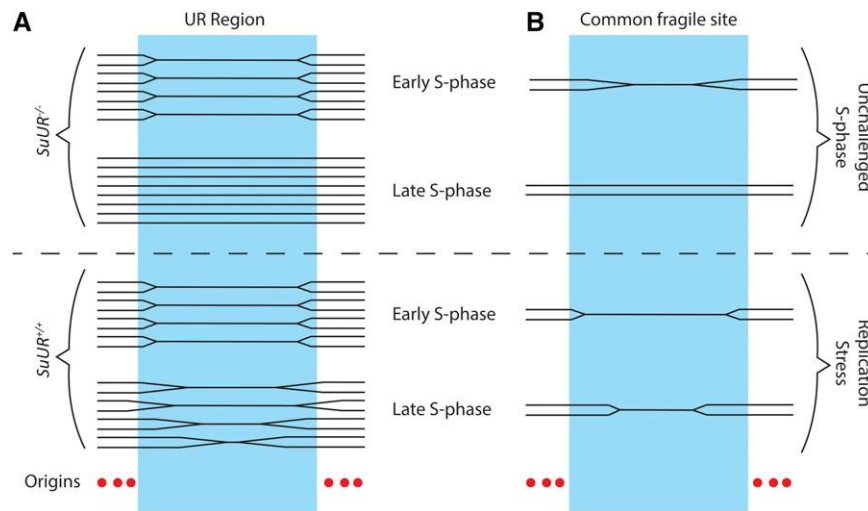 A
UR Region
B
Common fragile site
SuUR-/-
Early S-phase
Late S-phase
Unchallenged
S-phase
SuUR+/+
Early S-phase
Late S-phase
Replication
Stress
Origins